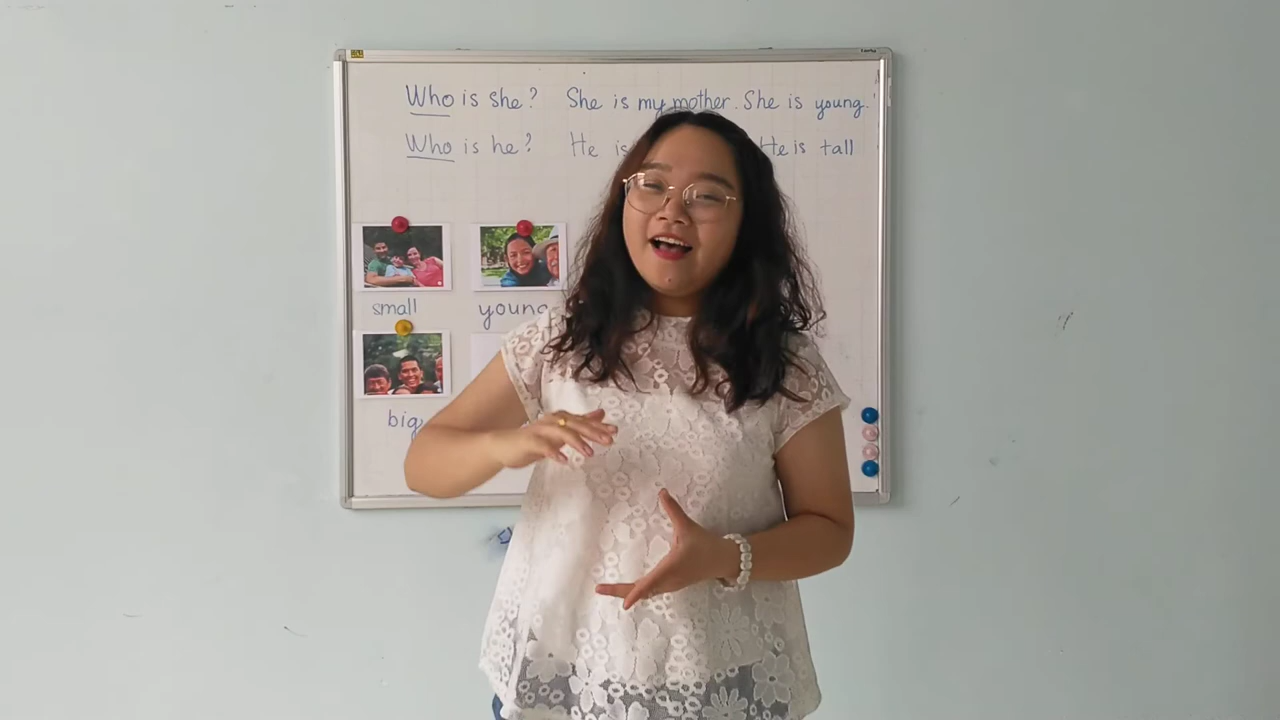 Who is she? She is my mother. She is young.
Who is he? He is He is tall
small young
big